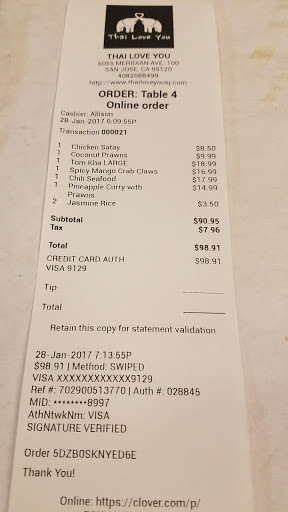 Thai Love You
THAI LOVE YOU
6055 MERIDIAN AVE. 100
SAN JOSE, CA 95120
4082688499
http://www.thailoveyousj.com
ORDER: Table 4
Online order
Cashier: Allison
28-Jan-2017 6:09:55P
Transaction 000021
1 Chicken Satay $8.50
1 Coconut Prawns $9.99
1 Tom Kha LARGE $18.99
1 Spicy Mango Crab Claws $16.99
1 Chili Seafood $17.99
1 Pineapple Curry with $14.99
Prawns
2 Jasmine Rice $3.50
Subtotal $90.95
Tax $7.96
Total $98.91
CREDIT CARD AUTH $98.91
VISA 9129
Tip
Total
Retain this copy for statement validation
28-Jan-2017 7:13:55P
$98.91 | Method: SWIPED
VISA XXXXXXXXXXXX9129
Ref #: 702900513770 | Auth #: 028845
MID: ********8997
AthNtwkNm: VISA
SIGNATURE VERIFIED
Order 5DZB0SKNYED6E
Thank You!
Online: https://clover.com/p/